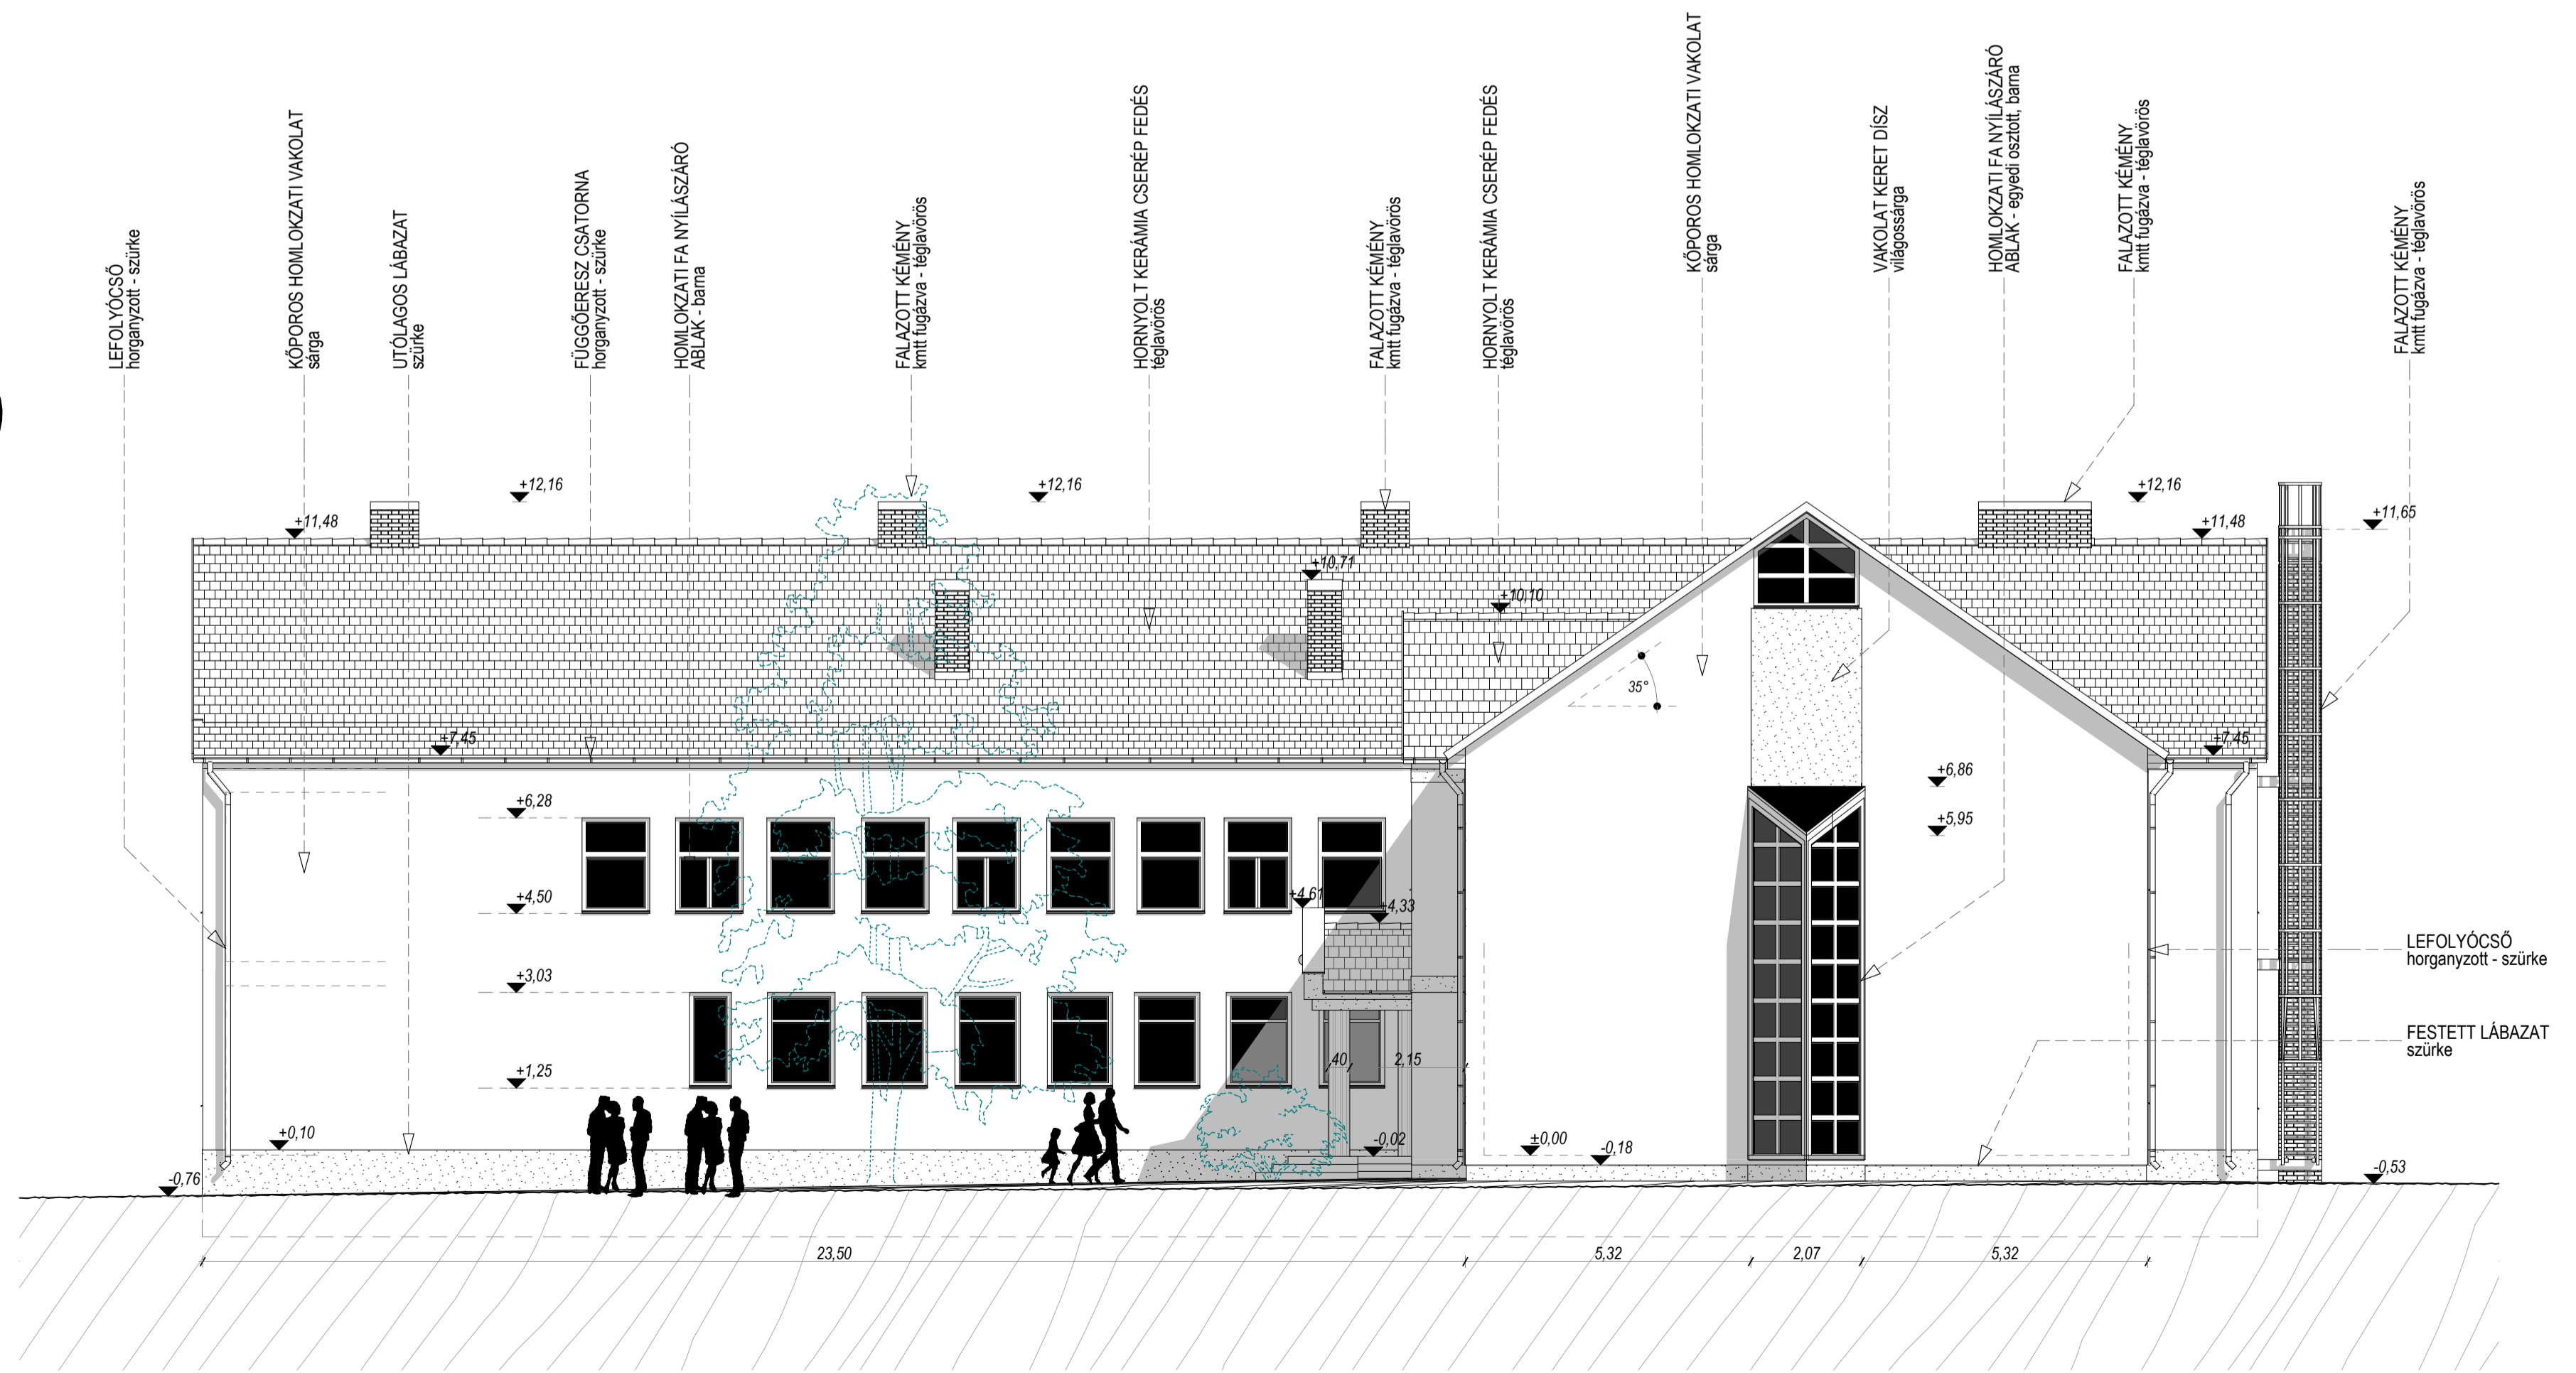 LEFOLYÓCSŐ
horganyzott - szürke
KŐPOROS HOMLOKZATI VAKOLAT
sárga
UTÓLAGOS LÁBAZAT
szürke
FÜGGŐERESZ CSATORNA
horganyzott - szürke
HOMLOKZATI FA NYÍLÁSZÁRÓ
ABLAK - barna
FALAZOTT KÉMÉNY
kmtt fugázva - téglavörös
HORNYOLT KERÁMIA CSERÉP FEDÉS
téglavörös
FALAZOTT KÉMÉNY
kmtt fugázva - téglavörös
HORNYOLT KERÁMIA CSERÉP FEDÉS
téglavörös
KŐPOROS HOMLOKZATI VAKOLAT
sárga
VAKOLAT KERET DÍSZ
világossárga
HOMLOKZATI FA NYÍLÁSZÁRÓ
ABLAK - egyedi osztott, barna
FALAZOTT KÉMÉNY
kmtt fugázva - téglavörös
FALAZOTT KÉMÉNY
kmtt fugázva - téglavörös
+12,16
+12,16
+12,16
+11,48
+11,48
+11,65
+10,71
+10,10
35°
+7,45
+7,45
+6,86
+6,28
+5,95
+4,50
+4,61
+4,33
LEFOLYÓCSŐ
horganyzott - szürke
+3,03
FESTETT LÁBAZAT
szürke
+1,25
,40
2,15
+0,10
-0,02
±0,00
-0,18
-0,76
-0,53
23,50
5,32
2,07
5,32